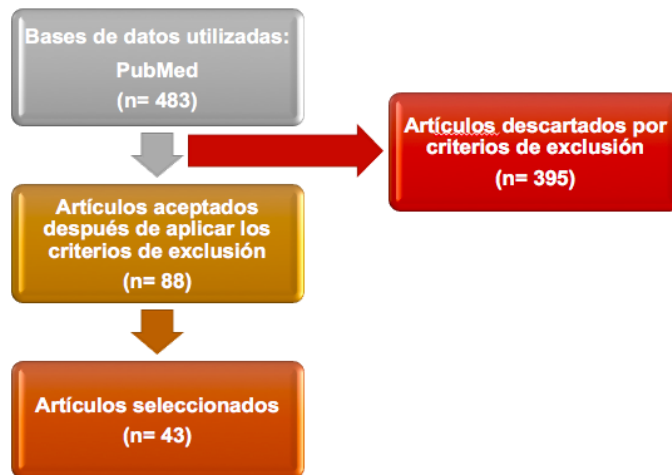 Bases de datos utilizadas:
PubMed
(n= 483)
Artículos descartados por
criterios de exclusión
(n= 395)
Artículos aceptados
después de aplicar los
criterios de exclusión
(n= 88)
Artículos seleccionados
(n= 43)